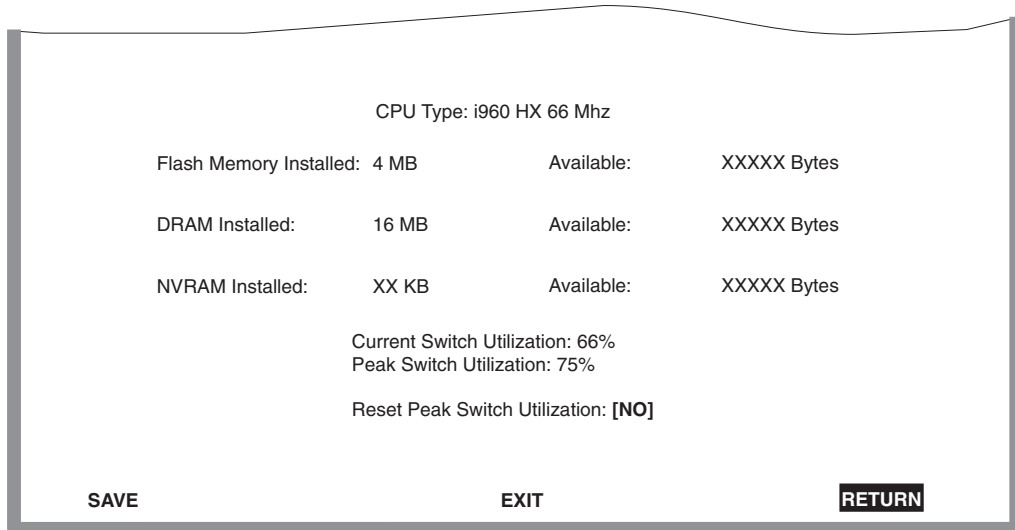 CPU Type: i960 HX 66 Mhz
Flash Memory Installed: 4 MB Available: XXXXX Bytes
DRAM Installed: 16 MB Available: XXXXX Bytes
NVRAM Installed: XX KB Available: XXXXX Bytes
Current Switch Utilization: 66%
Peak Switch Utilization: 75%
Reset Peak Switch Utilization: [NO]
SAVE EXIT RETURN